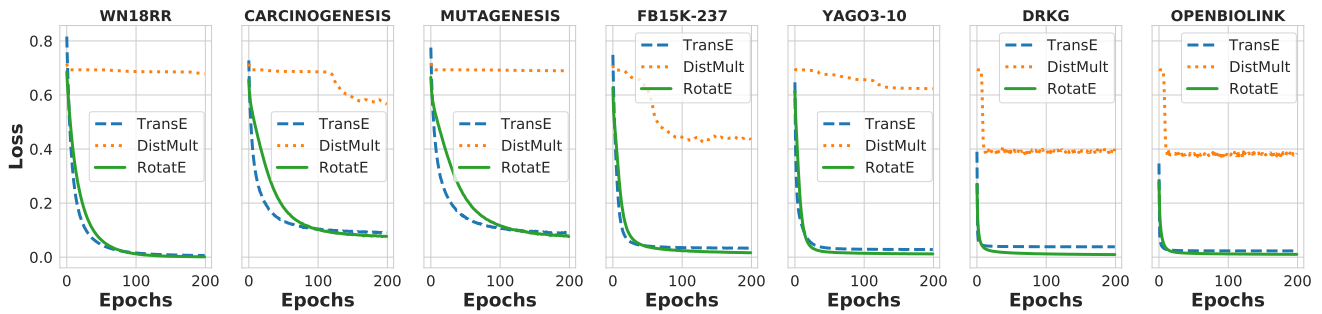 WN18RR
CARCINOGENESIS
MUTAGENESIS
FB15K-237
YAGO3-10
DRKG
OPENBIOLINK
Loss
0.8
0.6
0.4
0.2
0.0
TransE
DistMult
RotatE
0 100 200
Epochs
TransE
DistMult
RotatE
0 100 200
Epochs
TransE
DistMult
RotatE
0 100 200
Epochs
TransE
DistMult
RotatE
0 100 200
Epochs
TransE
DistMult
RotatE
0 100 200
Epochs
TransE
DistMult
RotatE
0 100 200
Epochs
TransE
DistMult
RotatE
0 100 200
Epochs